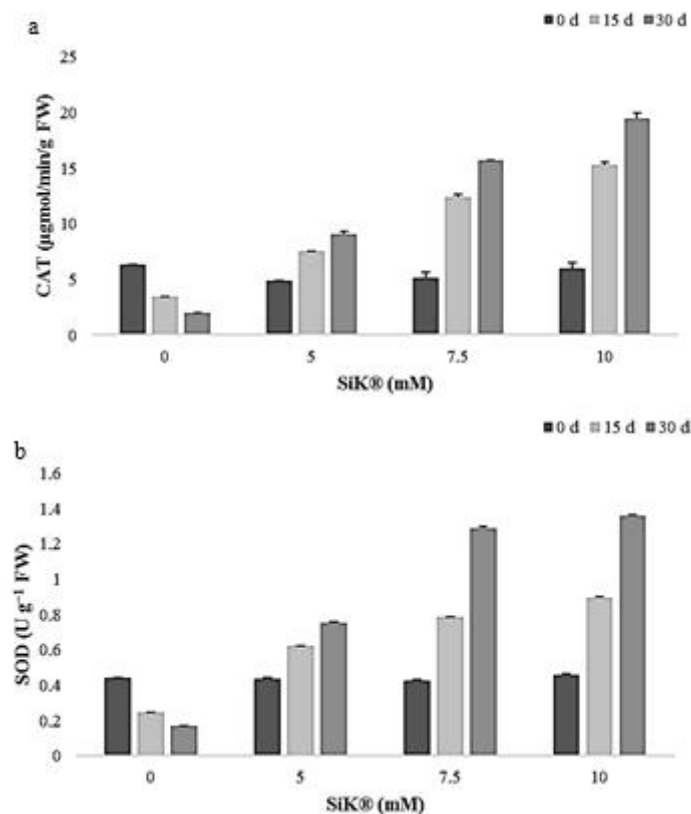 a
■0 d ■15 d ■30 d
25
20
15
10
5
0
CAT (µgmol/min/g FW)
0 5 7.5 10
SiK® (mM)
■0 d ■15 d ■30 d
b
1.6
1.4
1.2
1
0.8
0.6
0.4
0.2
0
SOD (U g⁻¹ FW)
0 5 7.5 10
SiK® (mM)